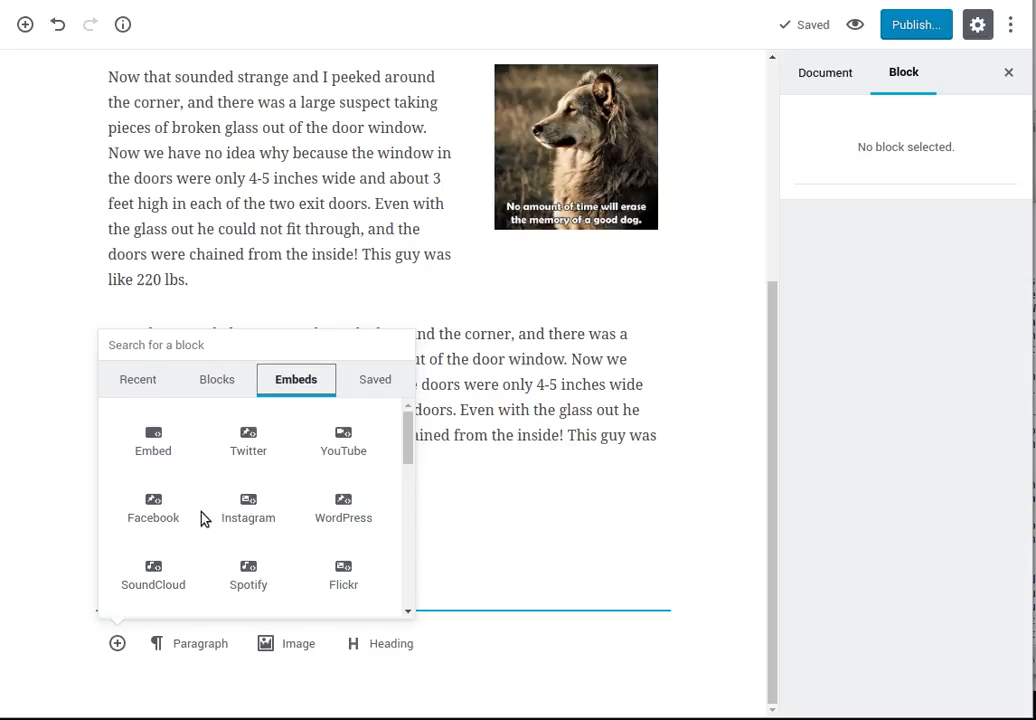 Saved
Publish...
Now that sounded strange and I peeked around
the corner, and there was a large suspect taking
pieces of broken glass out of the door window.
Now we have no idea why because the window in
the doors were only 4-5 inches wide and about 3
feet high in each of the two exit doors. Even with
the glass out he could not fit through, and the
doors were chained from the inside! This guy was
like 220 lbs.
No amount of time will erase
the memory of a good dog.
Document
Block
No block selected.
nd the corner, and there was a
t of the door window. Now we
doors were only 4-5 inches wide
doors. Even with the glass out he
ained from the inside! This guy was
Search for a block
Recent
Blocks
Embeds
Saved
Embed
Twitter
YouTube
Facebook
Instagram
WordPress
SoundCloud
Spotify
Flickr
Paragraph
Image
H Heading